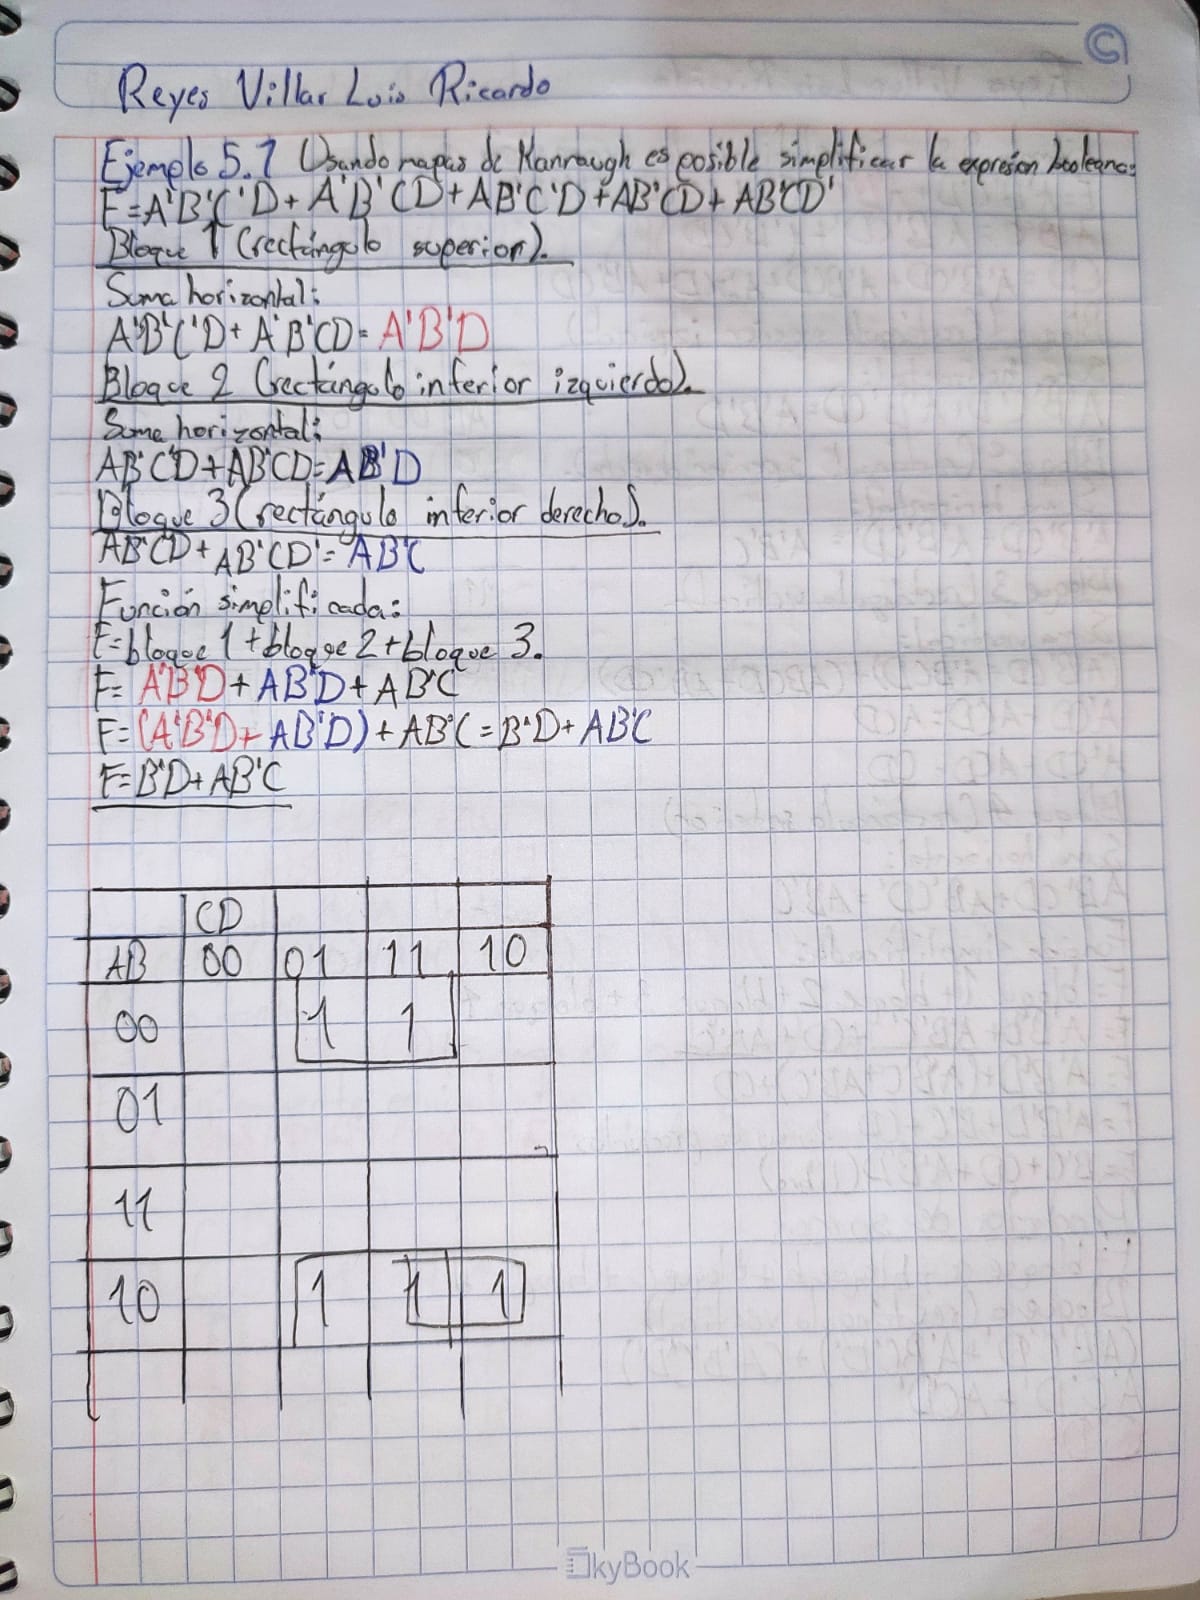 Reyes Villar Luis Ricardo
Ejemplo 5.1 Usando mapas de Kanraugh es posible simplificar la expresion booleana:
F=A'B'C'D+A'B'CD+AB'C'D+AB'CD+AB'CD'
Bloque 1 (rectángulo superior).
Suma horizontal:
A'B'C'D+A'B'CD=A'B'D
Bloque 2 (rectángulo inferior izquierdo).
Suma horizontal:
AB'C'D+AB'CD=AB'D
Bloque 3 (rectángulo inferior derecho).
AB'CD+AB'CD'=AB'C
Función simplificada:
F=bloque 1+bloque 2+bloque 3.
F=A'B'D+AB'D+AB'C
F=(A'B'D+AB'D)+AB'C=B'D+AB'C
F=B'D+AB'C
CD
AB 00 01 11 10
00 1 1
01
11
10 1 1 1
SkyBook